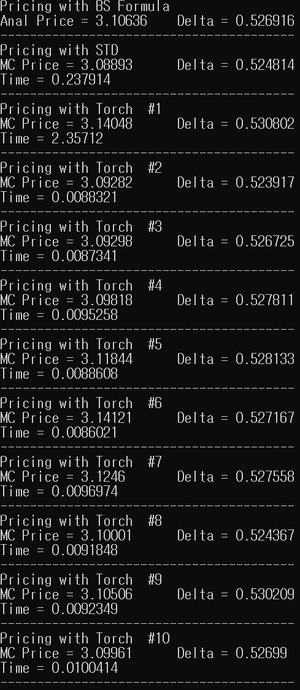 Pricing with BS Formula
Anal Price = 3.10636 Delta = 0.526916
----------------------------------------
Pricing with STD
MC Price = 3.08893 Delta = 0.524814
Time = 0.237914
----------------------------------------
Pricing with Torch #1
MC Price = 3.14048 Delta = 0.530802
Time = 2.35712
----------------------------------------
Pricing with Torch #2
MC Price = 3.09282 Delta = 0.523917
Time = 0.0088321
----------------------------------------
Pricing with Torch #3
MC Price = 3.09298 Delta = 0.526725
Time = 0.0087341
----------------------------------------
Pricing with Torch #4
MC Price = 3.09818 Delta = 0.527811
Time = 0.0095258
----------------------------------------
Pricing with Torch #5
MC Price = 3.11844 Delta = 0.528133
Time = 0.0088608
----------------------------------------
Pricing with Torch #6
MC Price = 3.14121 Delta = 0.527167
Time = 0.0086021
----------------------------------------
Pricing with Torch #7
MC Price = 3.1246 Delta = 0.527558
Time = 0.0096974
----------------------------------------
Pricing with Torch #8
MC Price = 3.10001 Delta = 0.524367
Time = 0.0091848
----------------------------------------
Pricing with Torch #9
MC Price = 3.10506 Delta = 0.530209
Time = 0.0092349
----------------------------------------
Pricing with Torch #10
MC Price = 3.09961 Delta = 0.52699
Time = 0.0100414
----------------------------------------